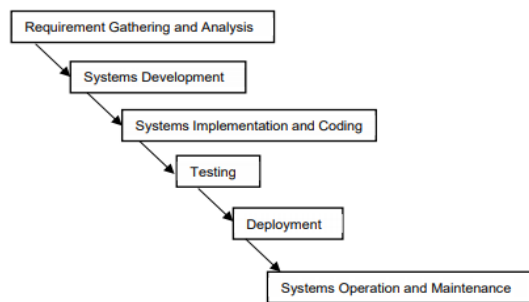 Requirement Gathering and Analysis
Systems Development
Systems Implementation and Coding
Testing
Deployment
Systems Operation and Maintenance